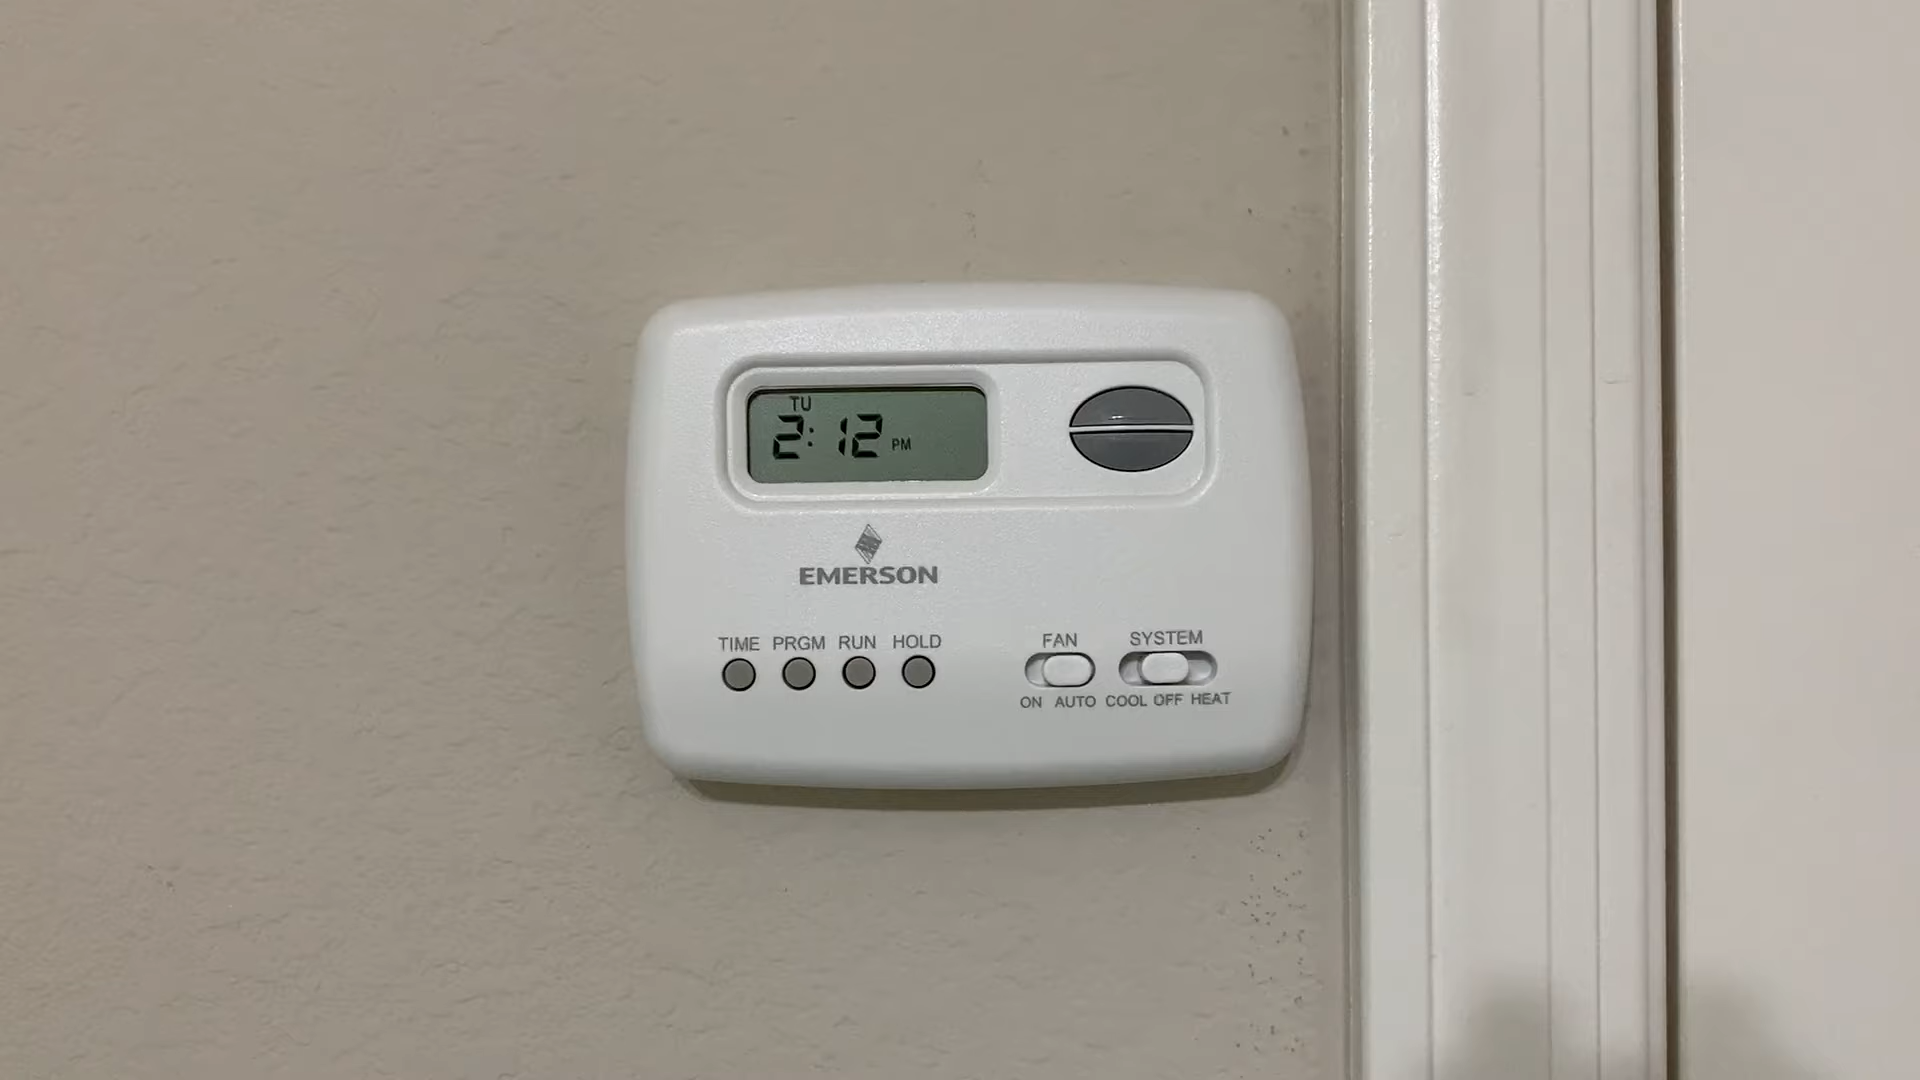 TU
2:12 PM
EMERSON
TIME PRGM RUN HOLD
FAN SYSTEM
ON AUTO COOL OFF HEAT